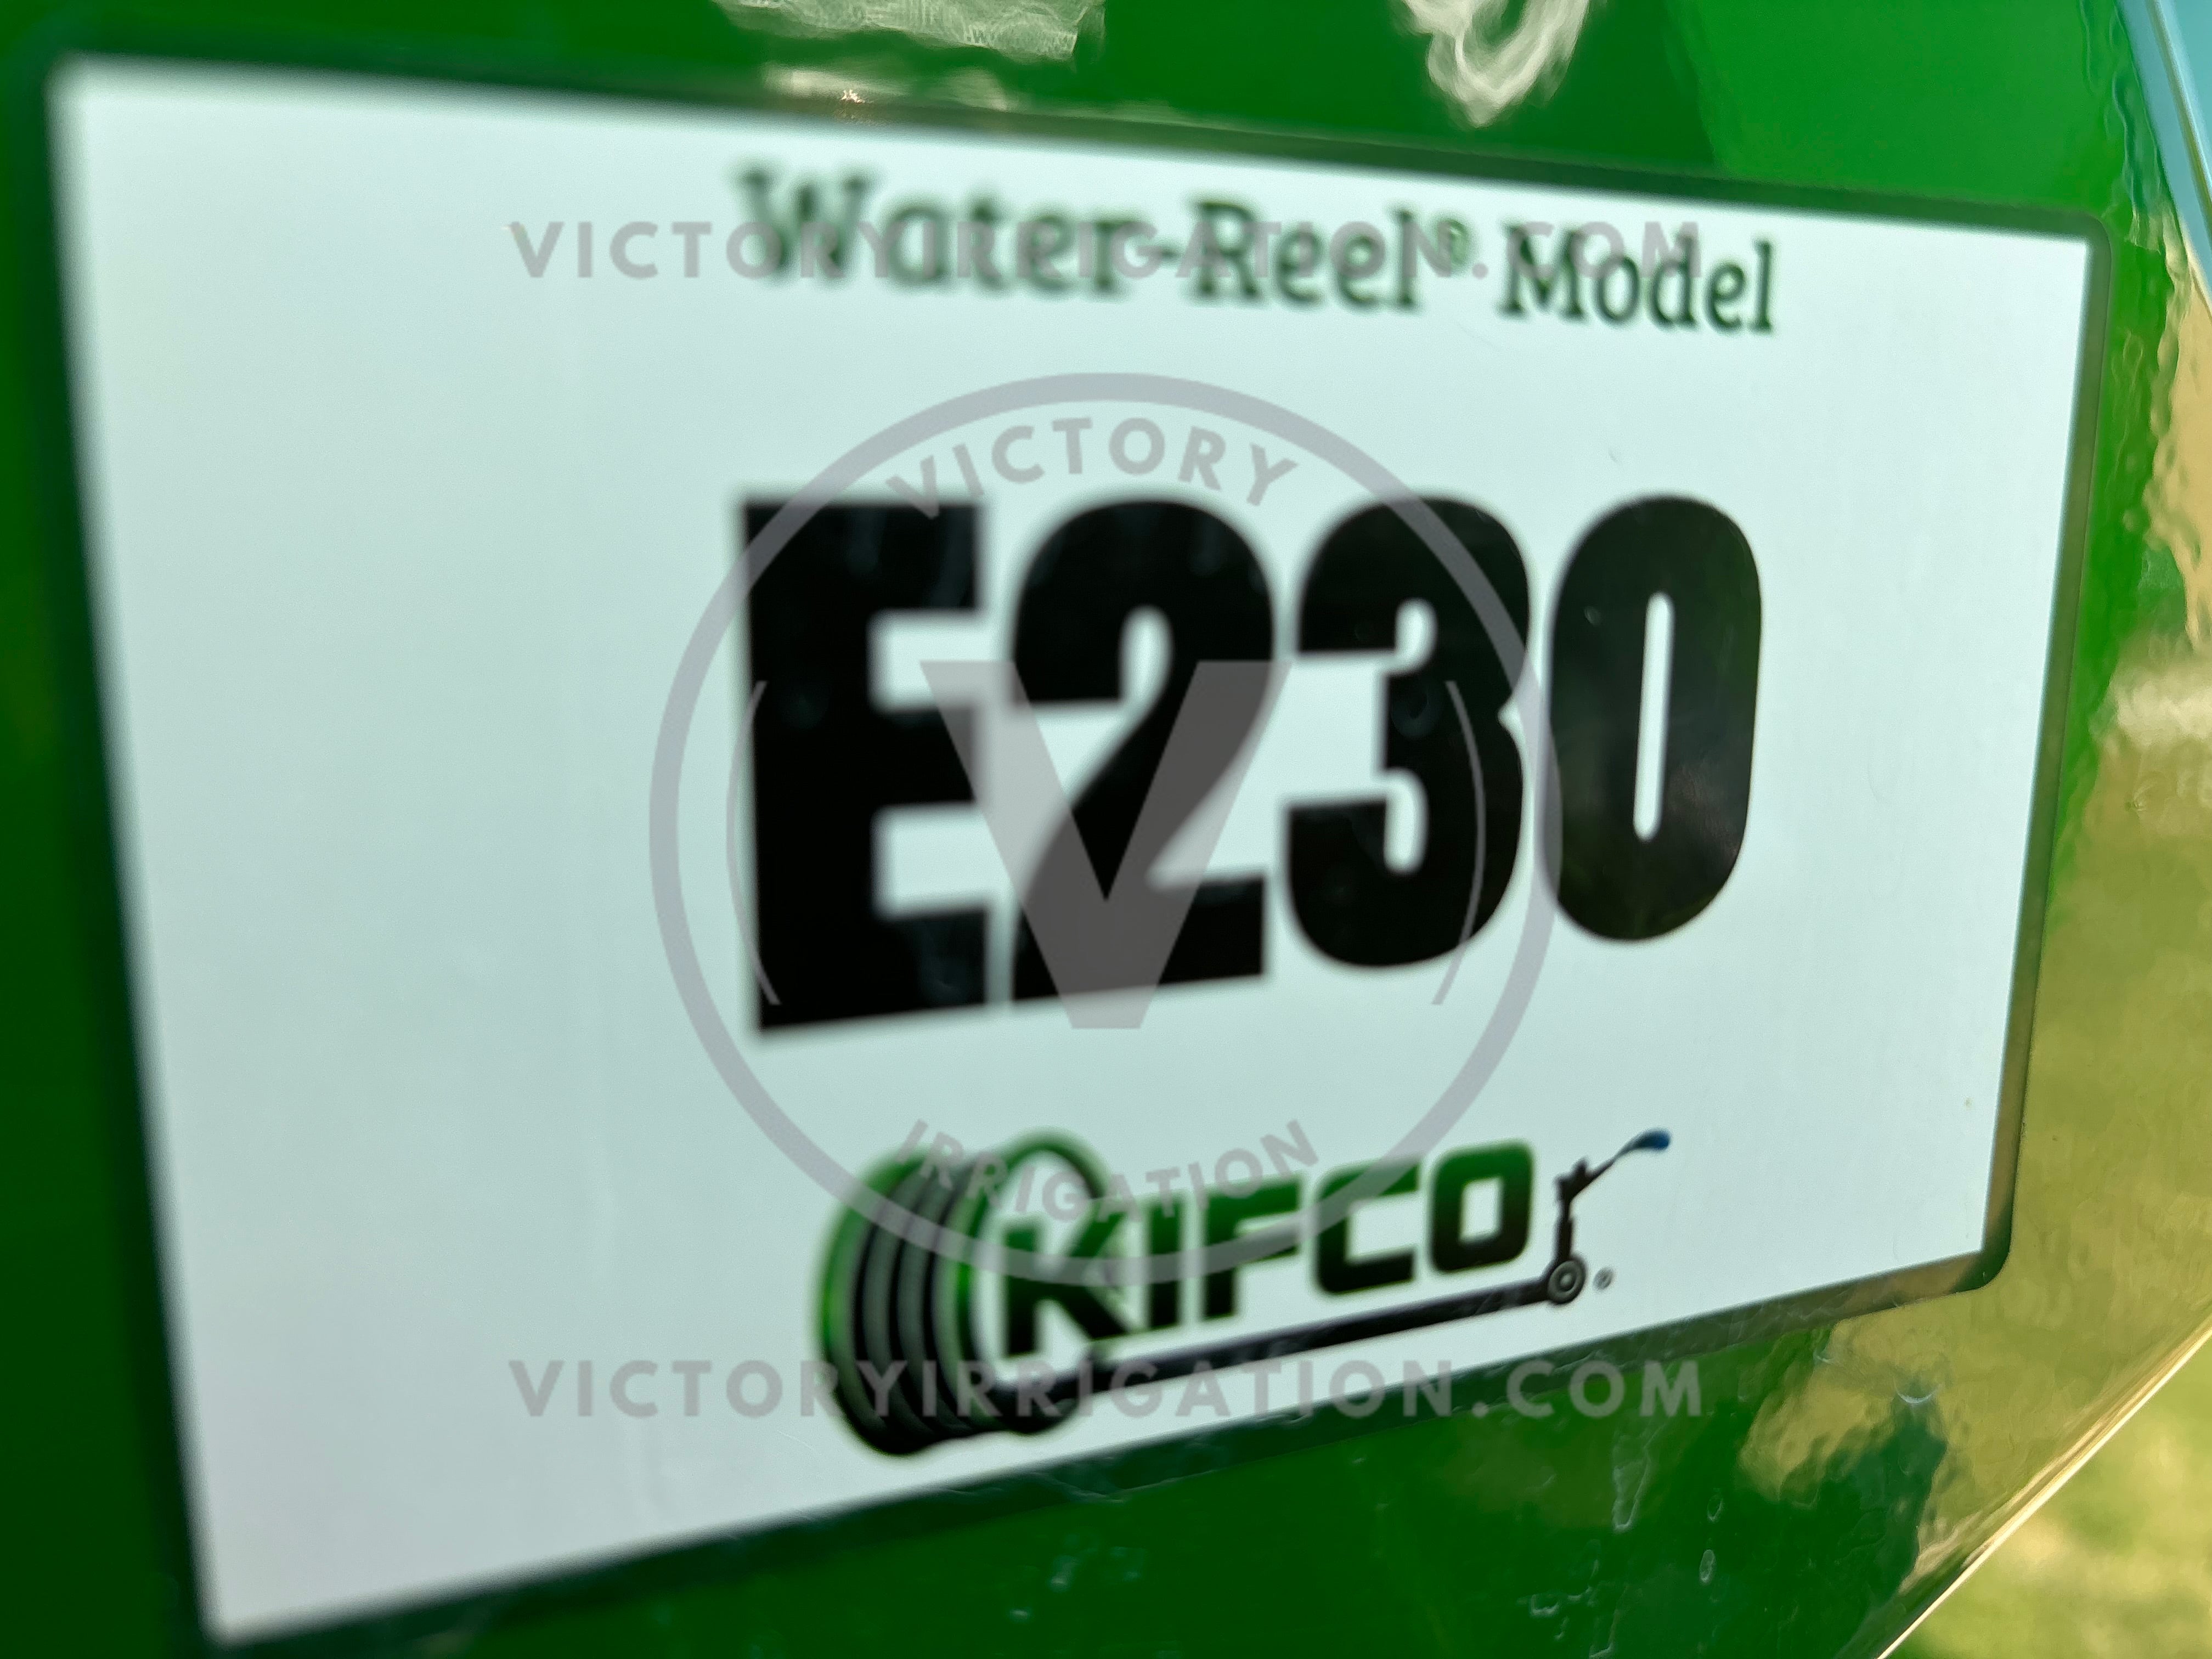 Water-Reel® Model
VICTORYIRRIGATION.COM
VICTORY
E230
V
IRRIGATION
KIFCO®
VICTORYIRRIGATION.COM